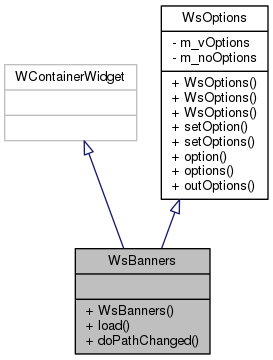 WsOptions
- m_vOptions
- m_noOptions
+ WsOptions()
+ WsOptions()
+ WsOptions()
+ setOption()
+ setOptions()
+ option()
+ options()
+ outOptions()
WContainerWidget
WsBanners
+ WsBanners()
+ load()
+ doPathChanged()